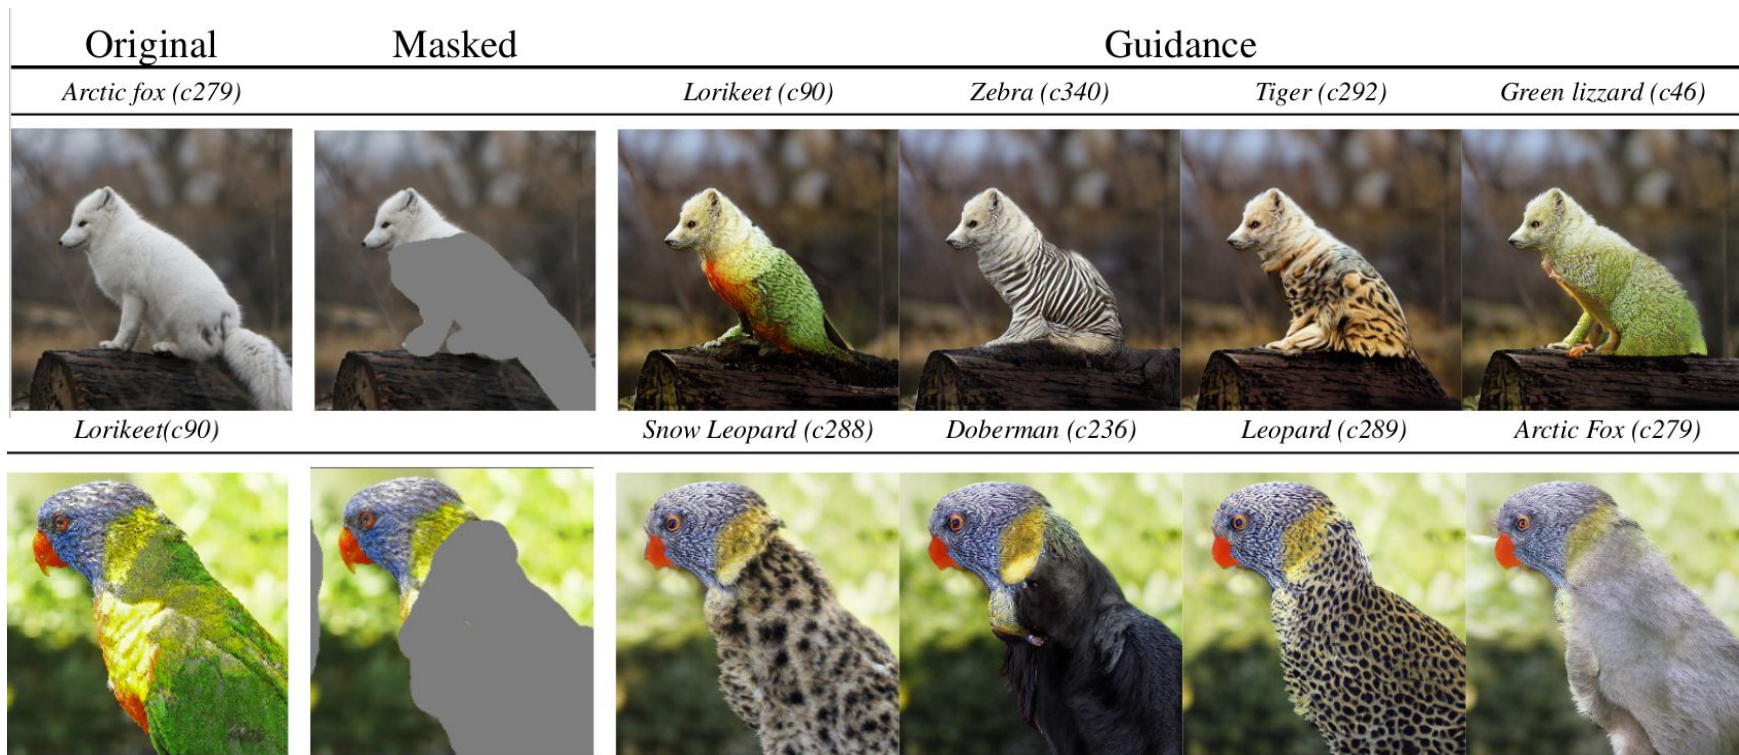 Original Masked Guidance
Arctic fox (c279) Lorikeet (c90) Zebra (c340) Tiger (c292) Green lizzard (c46)
Lorikeet(c90) Snow Leopard (c288) Doberman (c236) Leopard (c289) Arctic Fox (c279)